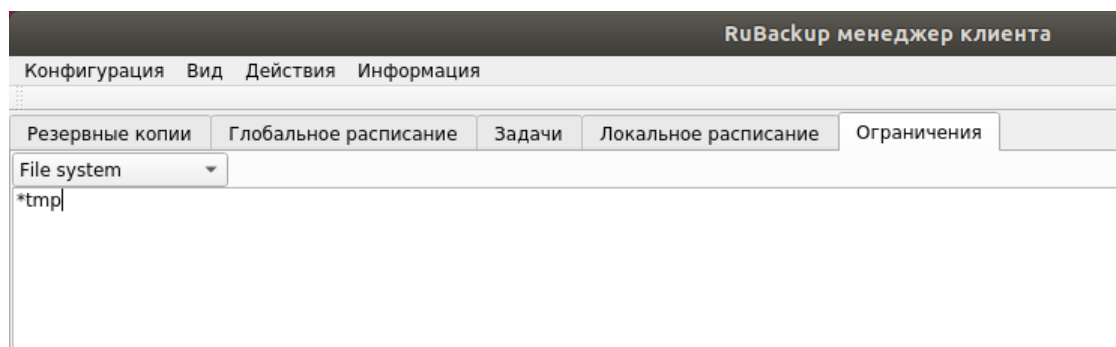 RuBackup менеджер клиента
Конфигурация Вид Действия Информация
Резервные копии Глобальное расписание Задачи Локальное расписание Ограничения
File system
*tmp